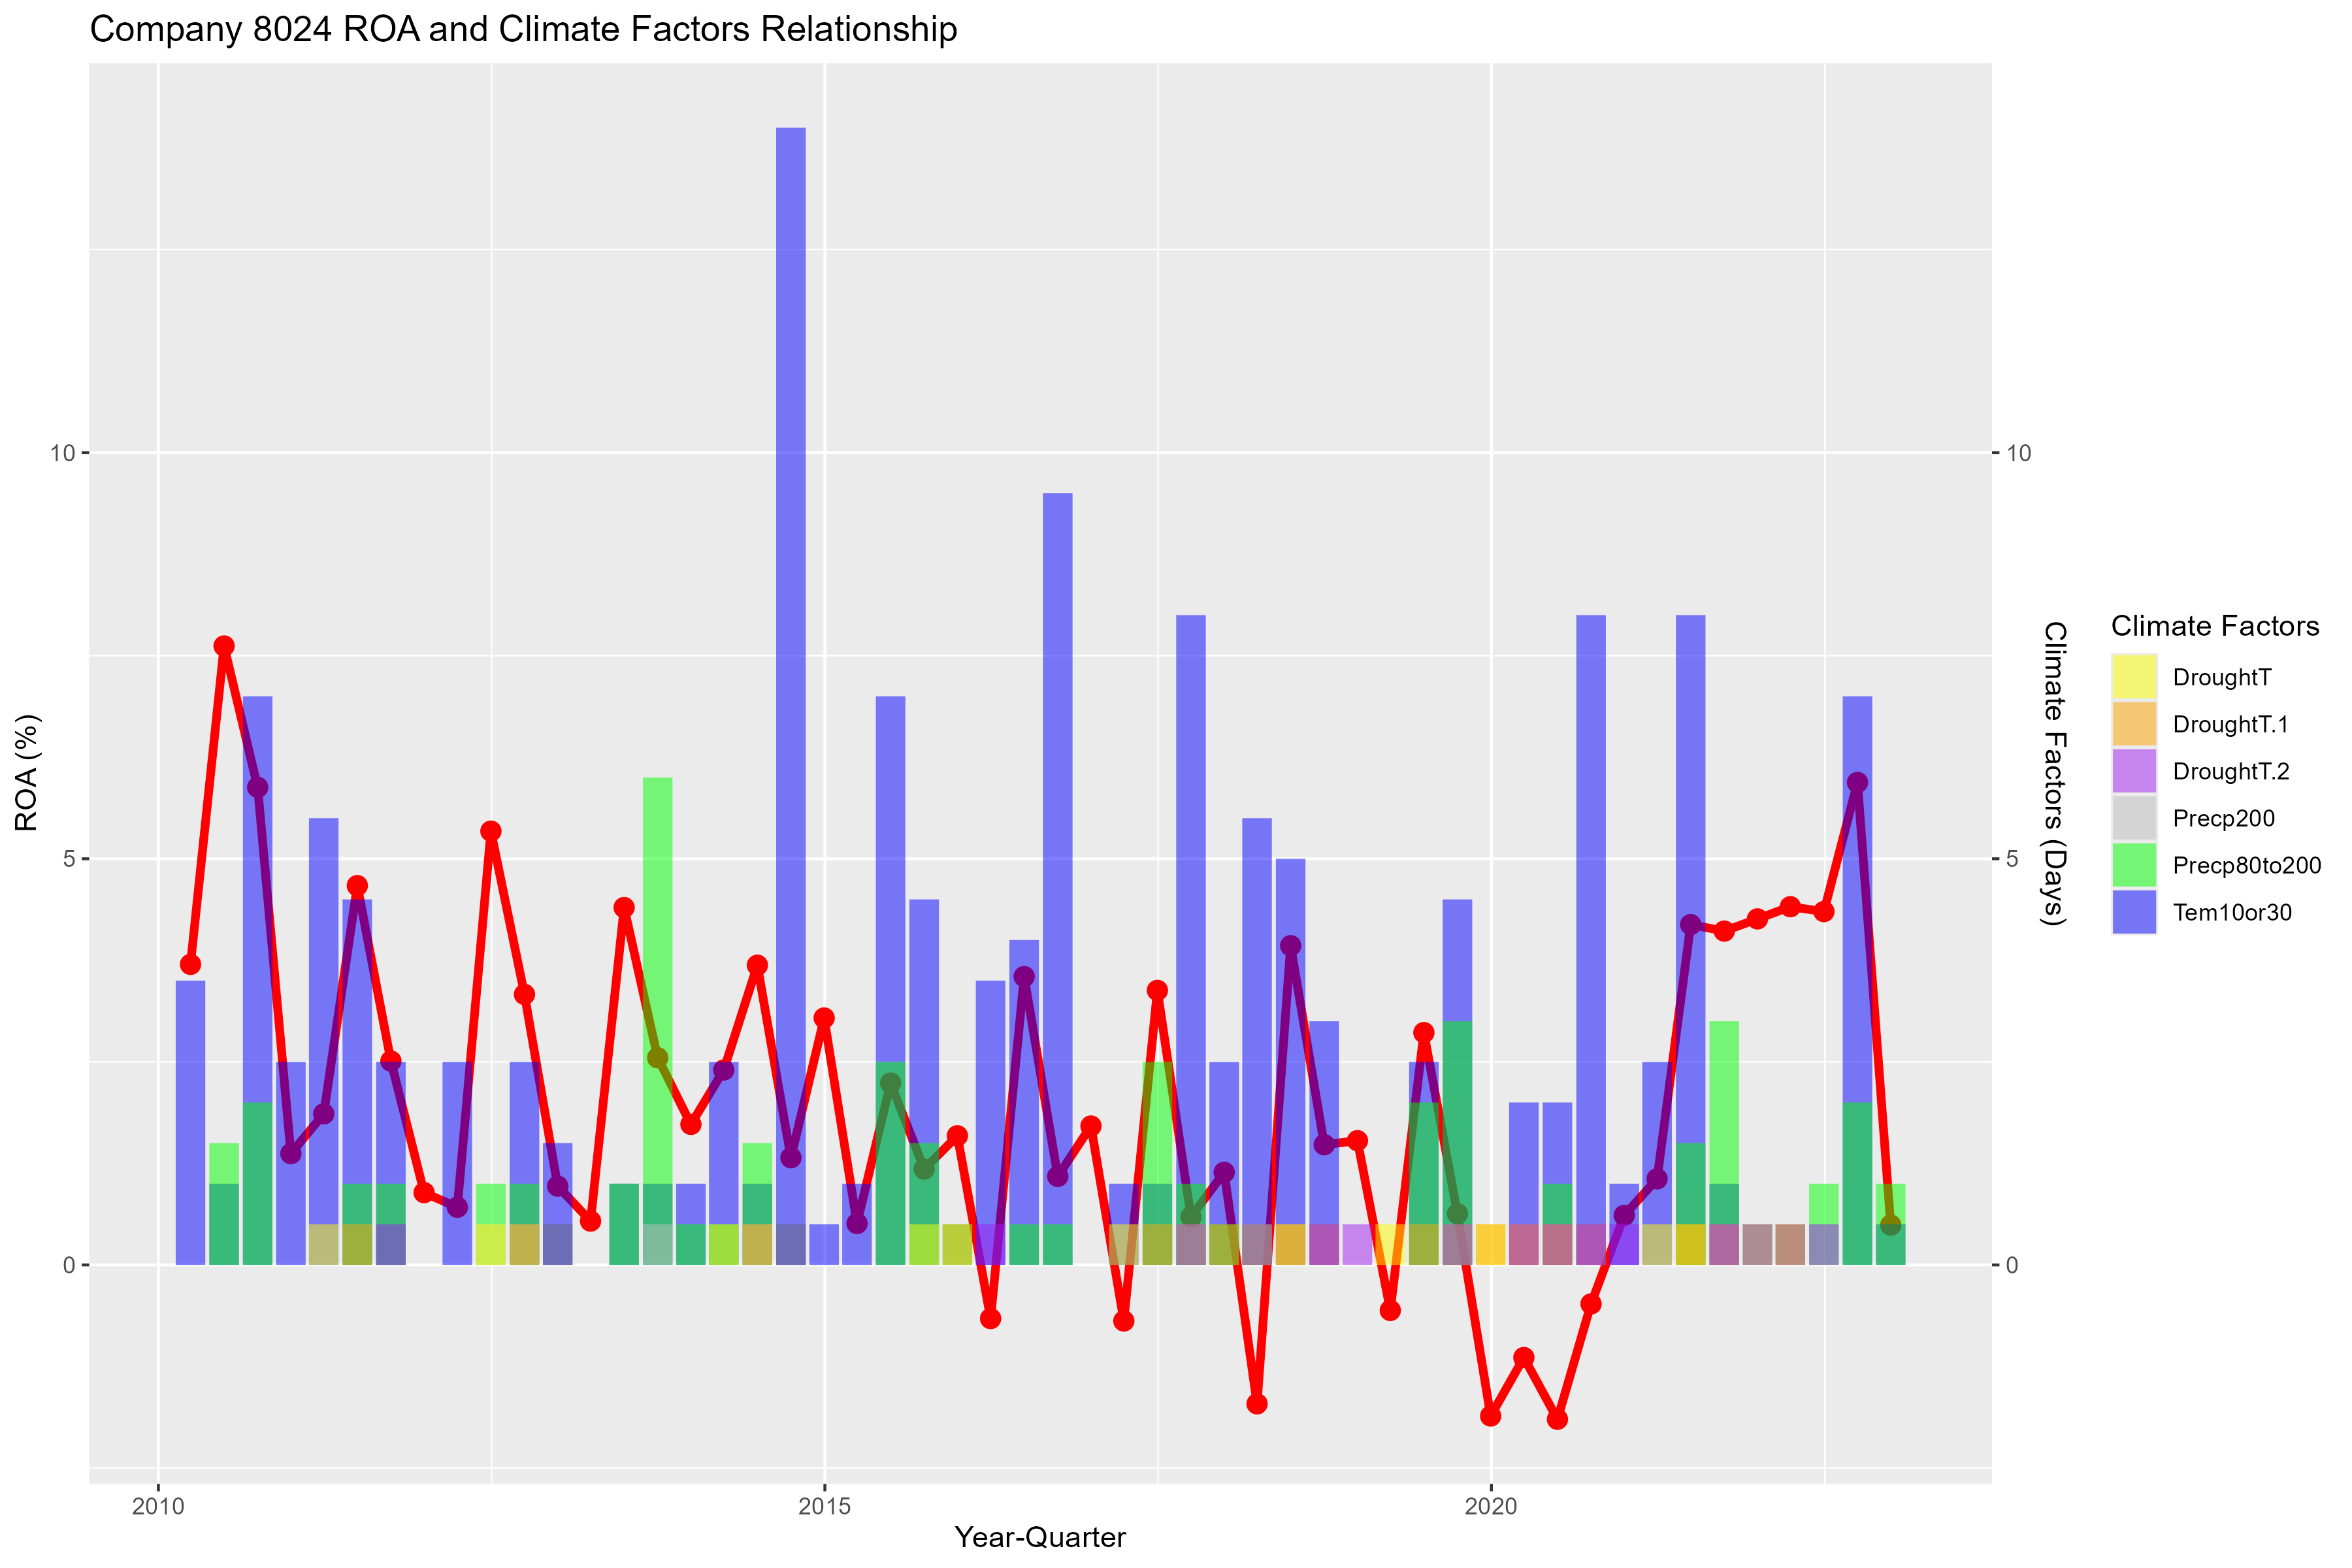 Company 8024 ROA and Climate Factors Relationship
ROA (%)
10
5
0
10
5
0
Climate Factors (Days)
2010
2015
2020
Year-Quarter
Climate Factors
DroughtT
DroughtT.1
DroughtT.2
Precp200
Precp80to200
Tem10or30